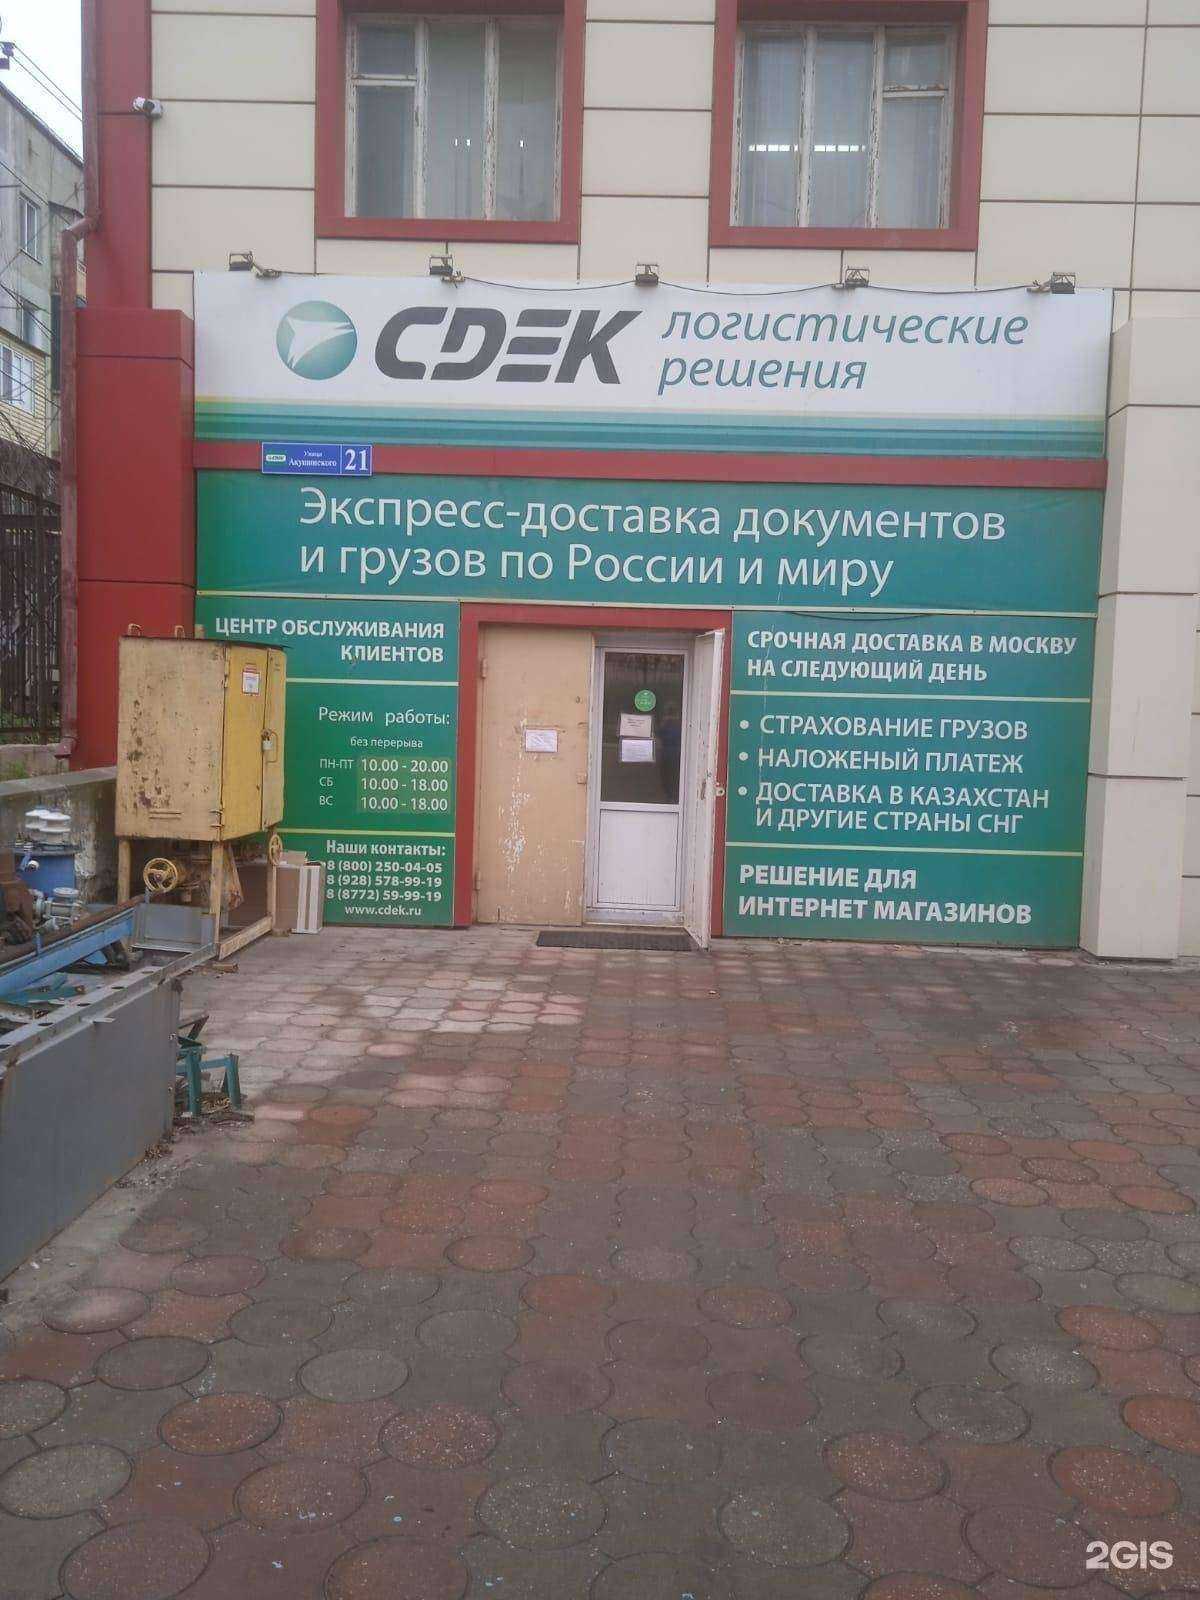 CDEK логистические
решения
CDEK Улица
Акушинского 21
Экспресс-доставка документов
и грузов по России и миру
ЦЕНТР ОБСЛУЖИВАНИЯ
КЛИЕНТОВ
Режим работы:
без перерыва
ПН-ПТ 10.00 - 20.00
СБ 10.00 - 18.00
ВС 10.00 - 18.00
Наши контакты:
8 (800) 250-04-05
8 (928) 578-99-19
8 (8772) 59-99-19
www.cdek.ru
СРОЧНАЯ ДОСТАВКА В МОСКВУ
НА СЛЕДУЮЩИЙ ДЕНЬ
• СТРАХОВАНИЕ ГРУЗОВ
• НАЛОЖЕНЫЙ ПЛАТЕЖ
• ДОСТАВКА В КАЗАХСТАН
И ДРУГИЕ СТРАНЫ СНГ
РЕШЕНИЕ ДЛЯ
ИНТЕРНЕТ МАГАЗИНОВ
2GIS